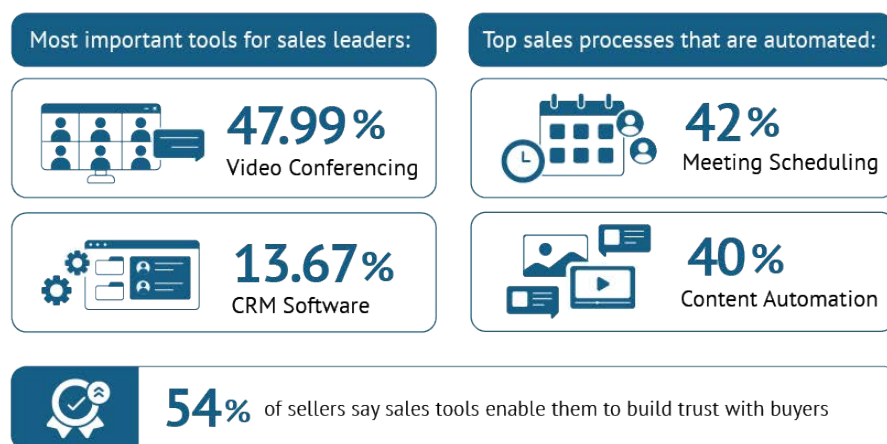 Most important tools for sales leaders:
47.99%
Video Conferencing
13.67%
CRM Software
Top sales processes that are automated:
42%
Meeting Scheduling
40%
Content Automation
54% of sellers say sales tools enable them to build trust with buyers